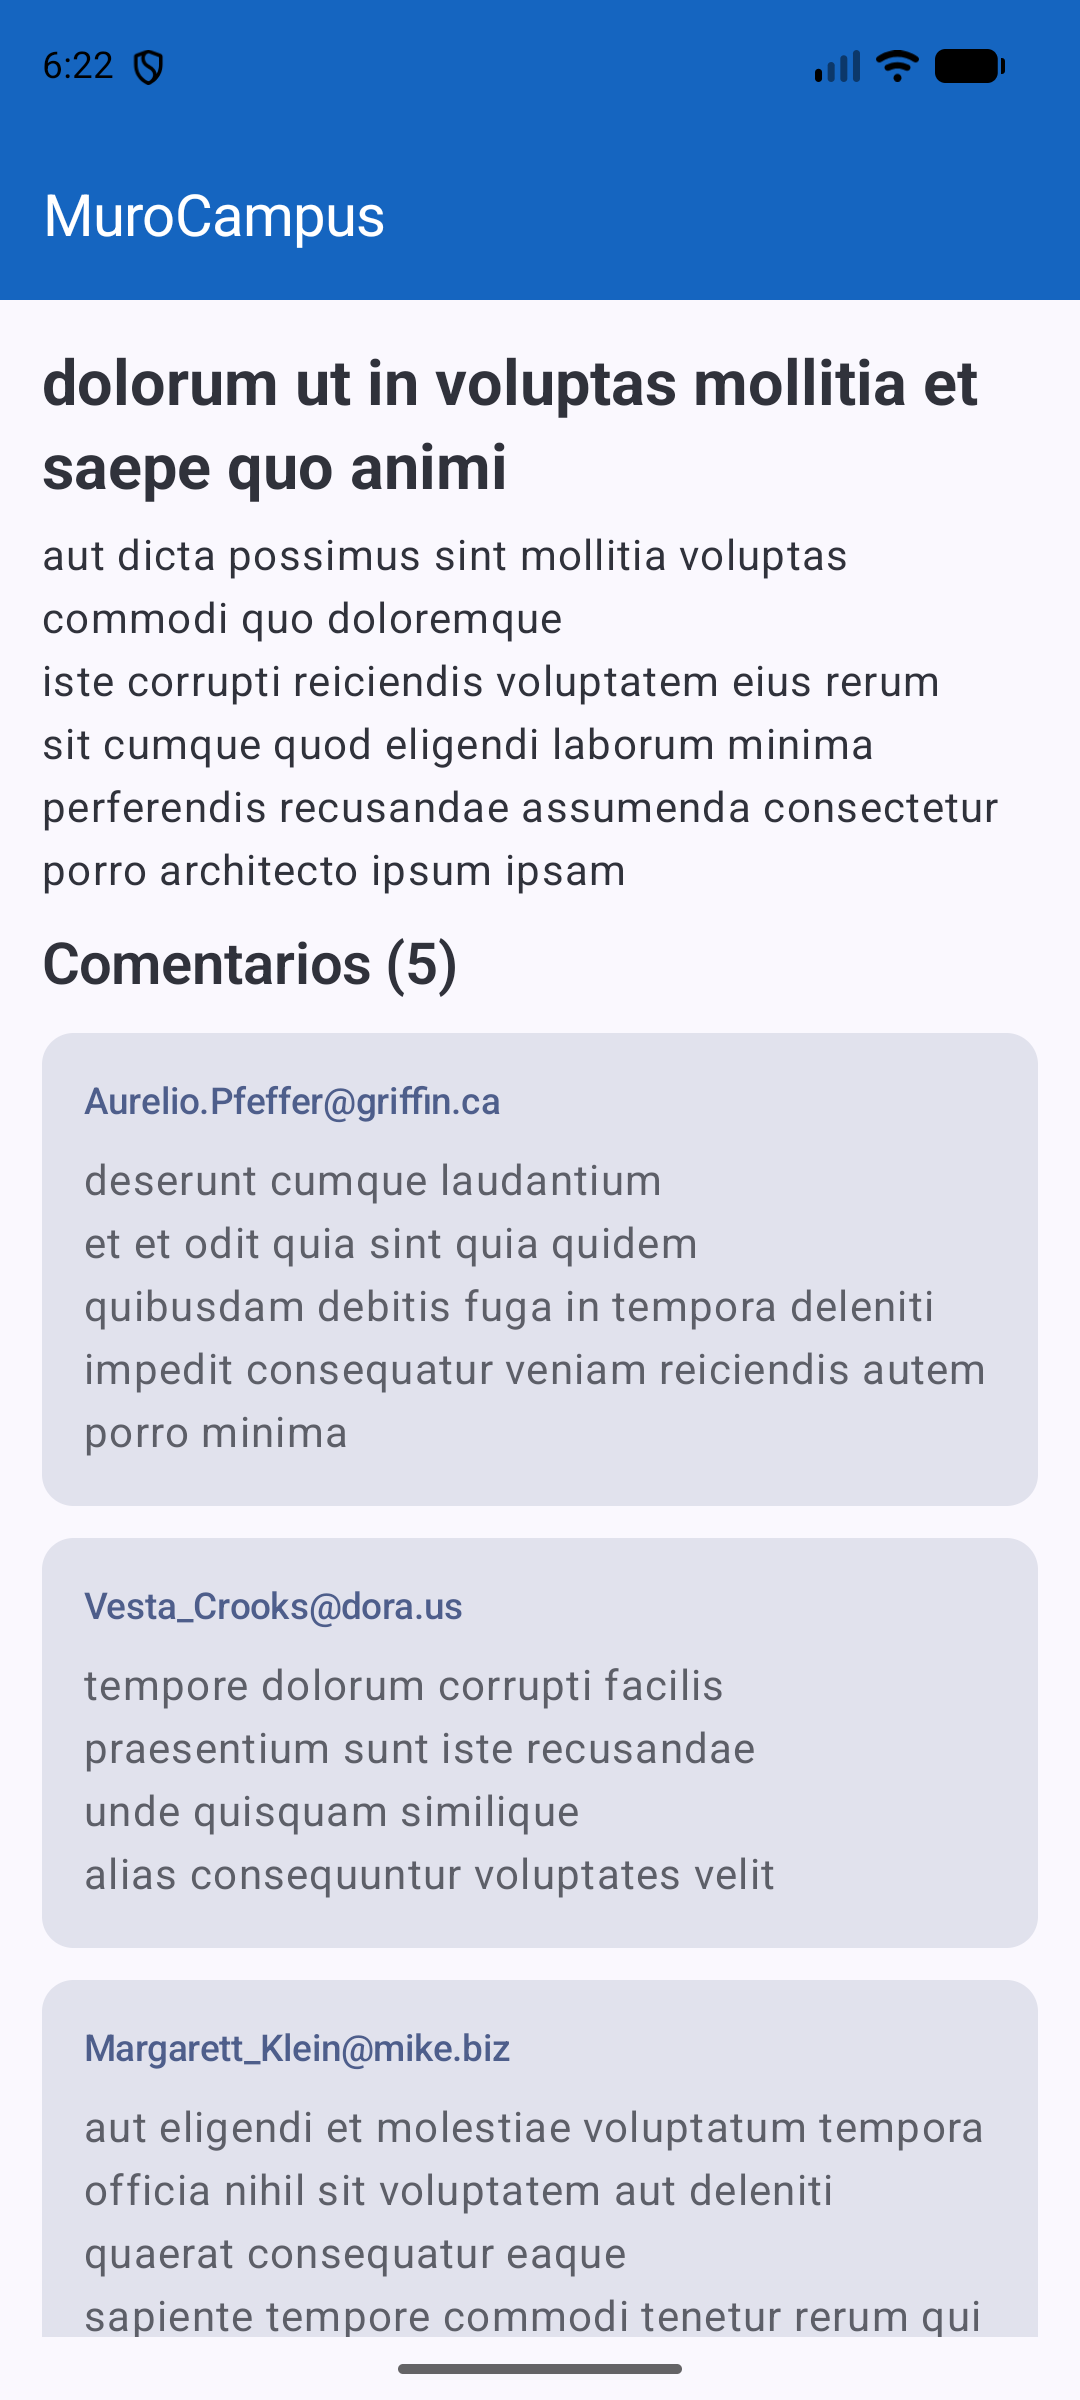 6:22
MuroCampus
dolorum ut in voluptas mollitia et
saepe quo animi
aut dicta possimus sint mollitia voluptas
commodi quo doloremque
iste corrupti reiciendis voluptatem eius rerum
sit cumque quod eligendi laborum minima
perferendis recusandae assumenda consectetur
porro architecto ipsum ipsam
Comentarios (5)
Aurelio.Pfeffer@griffin.ca
deserunt cumque laudantium
et et odit quia sint quia quidem
quibusdam debitis fuga in tempora deleniti
impedit consequatur veniam reiciendis autem
porro minima
Vesta_Crooks@dora.us
tempore dolorum corrupti facilis
praesentium sunt iste recusandae
unde quisquam similique
alias consequuntur voluptates velit
Margarett_Klein@mike.biz
aut eligendi et molestiae voluptatum tempora
officia nihil sit voluptatem aut deleniti
quaerat consequatur eaque
sapiente tempore commodi tenetur rerum qui